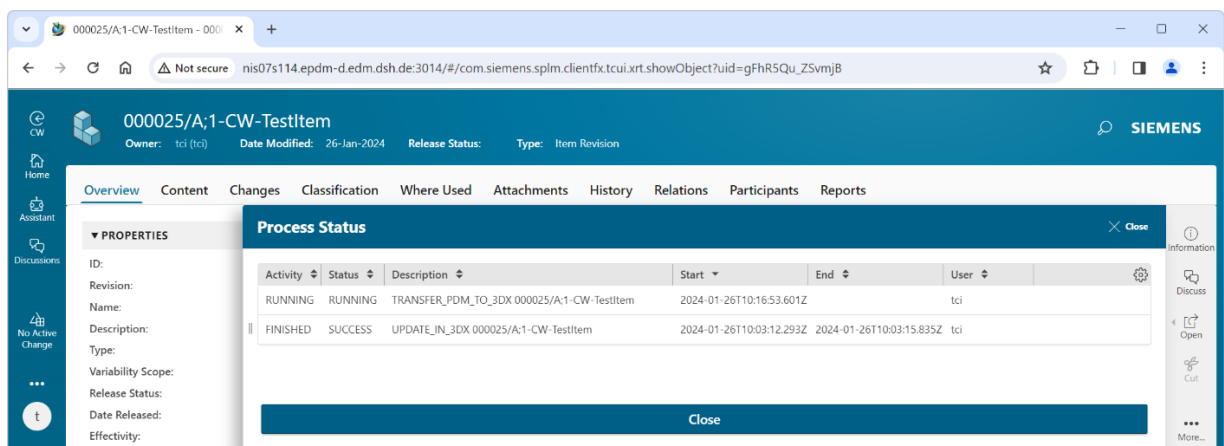 000025/A;1-CW-TestItem - 000
Not secure nis07s114.epdm-d.edm.dsh.de:3014/#/com.siemens.splm.clientfx.tcui.xrt.showObject?uid=gFhR5Qu_ZSvmjB
CW
Home
Assistant
Discussions
No Active
Change
t
000025/A;1-CW-TestItem
Owner: tci (tci) Date Modified: 26-Jan-2024 Release Status: Type: Item Revision
SIEMENS
Overview Content Changes Classification Where Used Attachments History Relations Participants Reports
PROPERTIES
ID:
Revision:
Name:
Description:
Type:
Variability Scope:
Release Status:
Date Released:
Effectivity:
Process Status
Close
Activity Status Description Start End User
RUNNING RUNNING TRANSFER_PDM_TO_3DX 000025/A;1-CW-TestItem 2024-01-26T10:16:53.601Z tci
FINISHED SUCCESS UPDATE_IN_3DX 000025/A;1-CW-TestItem 2024-01-26T10:03:12.293Z 2024-01-26T10:03:15.835Z tci
Close
Information
Discuss
Open
Cut
More...